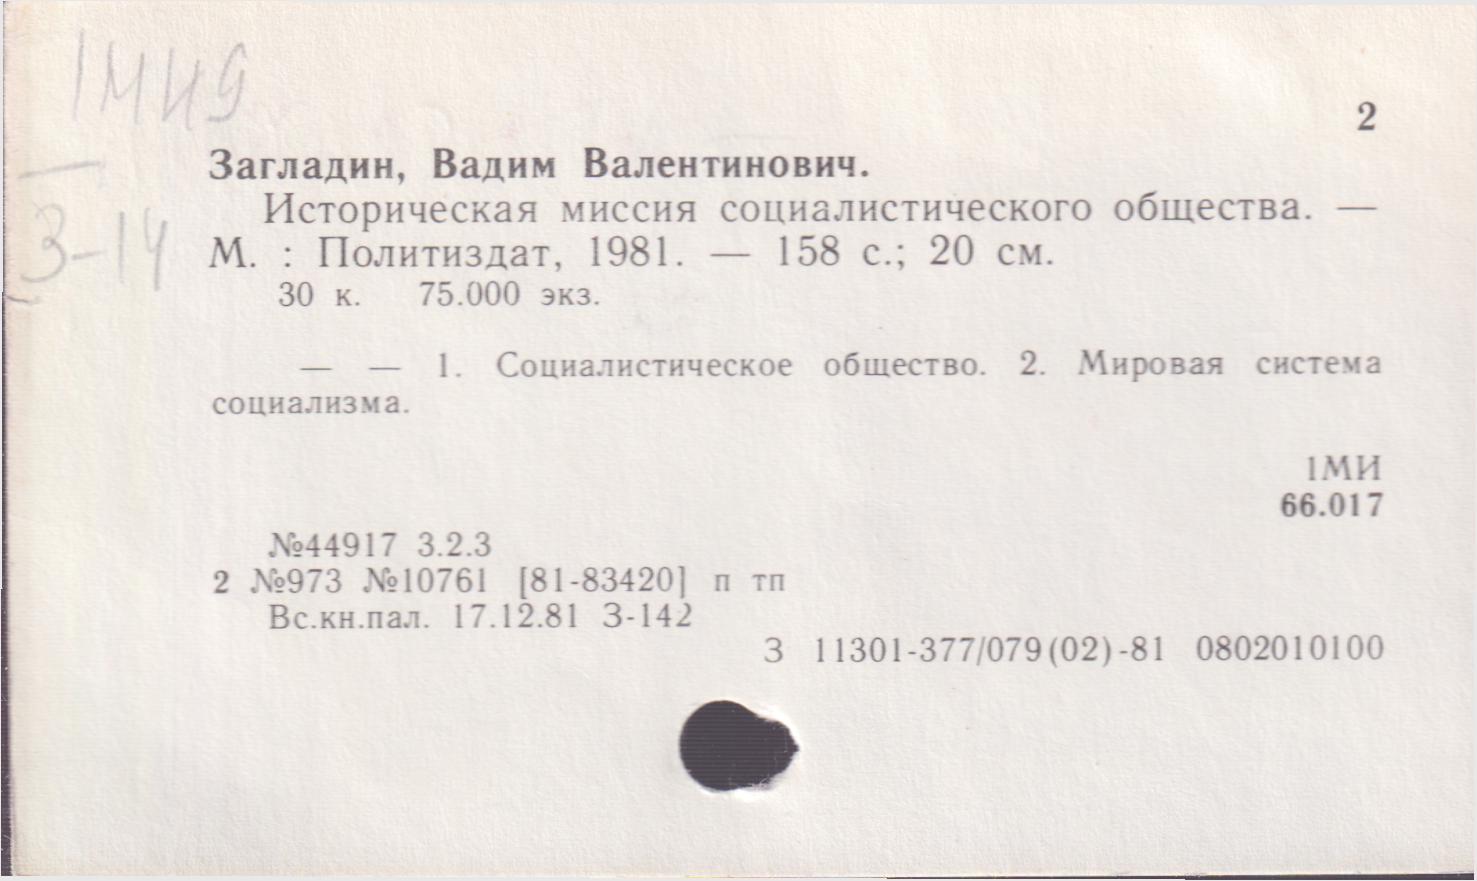 1МИ9
З-14
2
Загладин, Вадим Валентинович.
Историческая миссия социалистического общества. —
М. : Политиздат, 1981. — 158 с.; 20 см.
30 к. 75.000 экз.
— — 1. Социалистическое общество. 2. Мировая система
социализма.
1МИ
66.017
№44917 3.2.3
2 №973 №10761 [81-83420] п тп
Вс.кн.пал. 17.12.81 З-142
З 11301-377/079(02)-81 0802010100